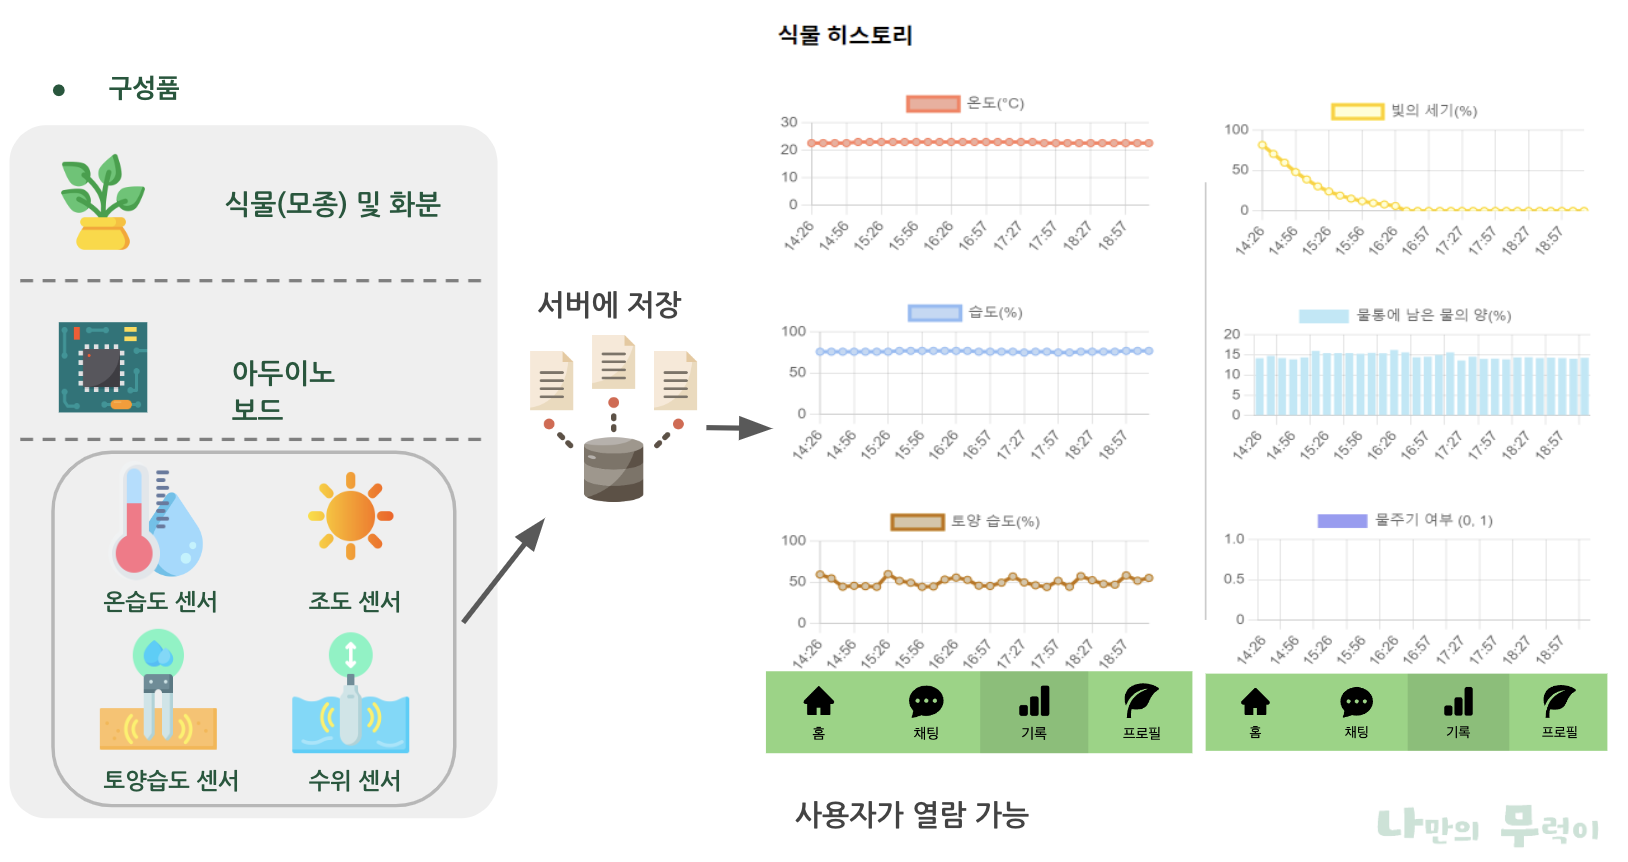 식물 히스토리
• 구성품
식물(모종) 및 화분
아두이노
보드
온습도 센서
조도 센서
토양습도 센서
수위 센서
서버에 저장
온도(°C)
30
20
10
0
14:26 14:56 15:26 15:56 16:26 16:57 17:27 17:57 18:27 18:57
습도(%)
100
50
0
14:26 14:56 15:26 15:56 16:26 16:57 17:27 17:57 18:27 18:57
토양 습도(%)
100
50
0
14:26 14:56 15:26 15:56 16:26 16:57 17:27 17:57 18:27 18:57
홈 채팅 기록 프로필
빛의 세기(%)
100
50
0
14:26 14:56 15:26 15:56 16:26 16:57 17:27 17:57 18:27 18:57
물통에 남은 물의 양(%)
20
15
10
5
0
14:26 14:56 15:26 15:56 16:26 16:57 17:27 17:57 18:27 18:57
물주기 여부 (0, 1)
1.0
0.5
0
14:26 14:56 15:26 15:56 16:26 16:57 17:27 17:57 18:27 18:57
홈 채팅 기록 프로필
사용자가 열람 가능
나만의 무럭이